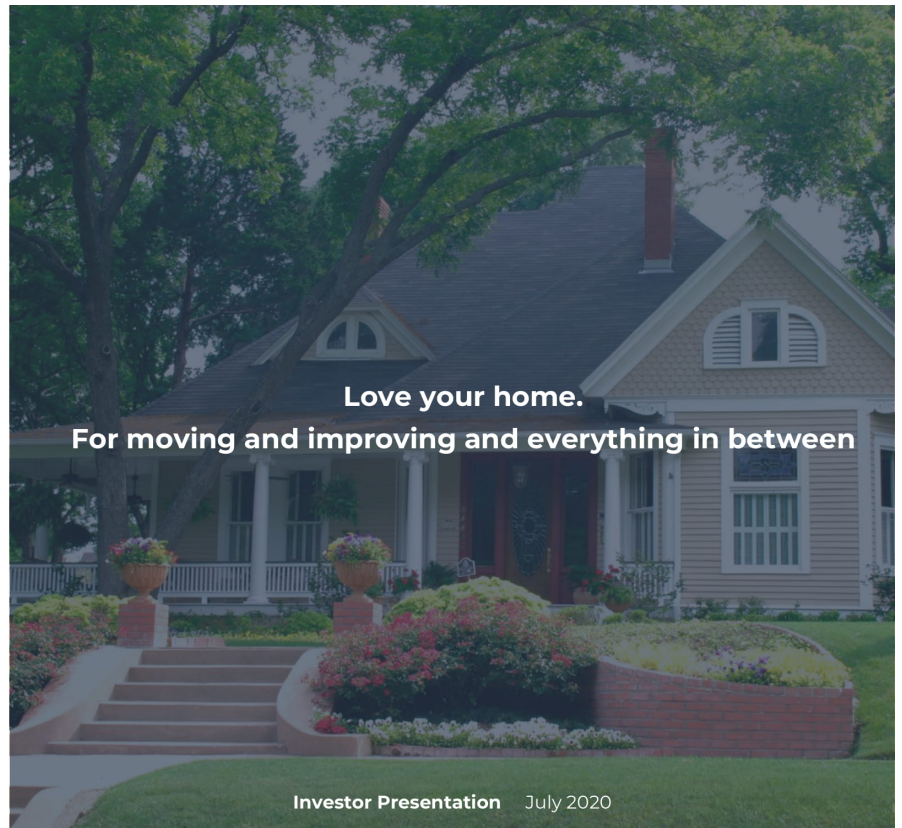 Love your home.
For moving and improving and everything in between
Investor Presentation July 2020